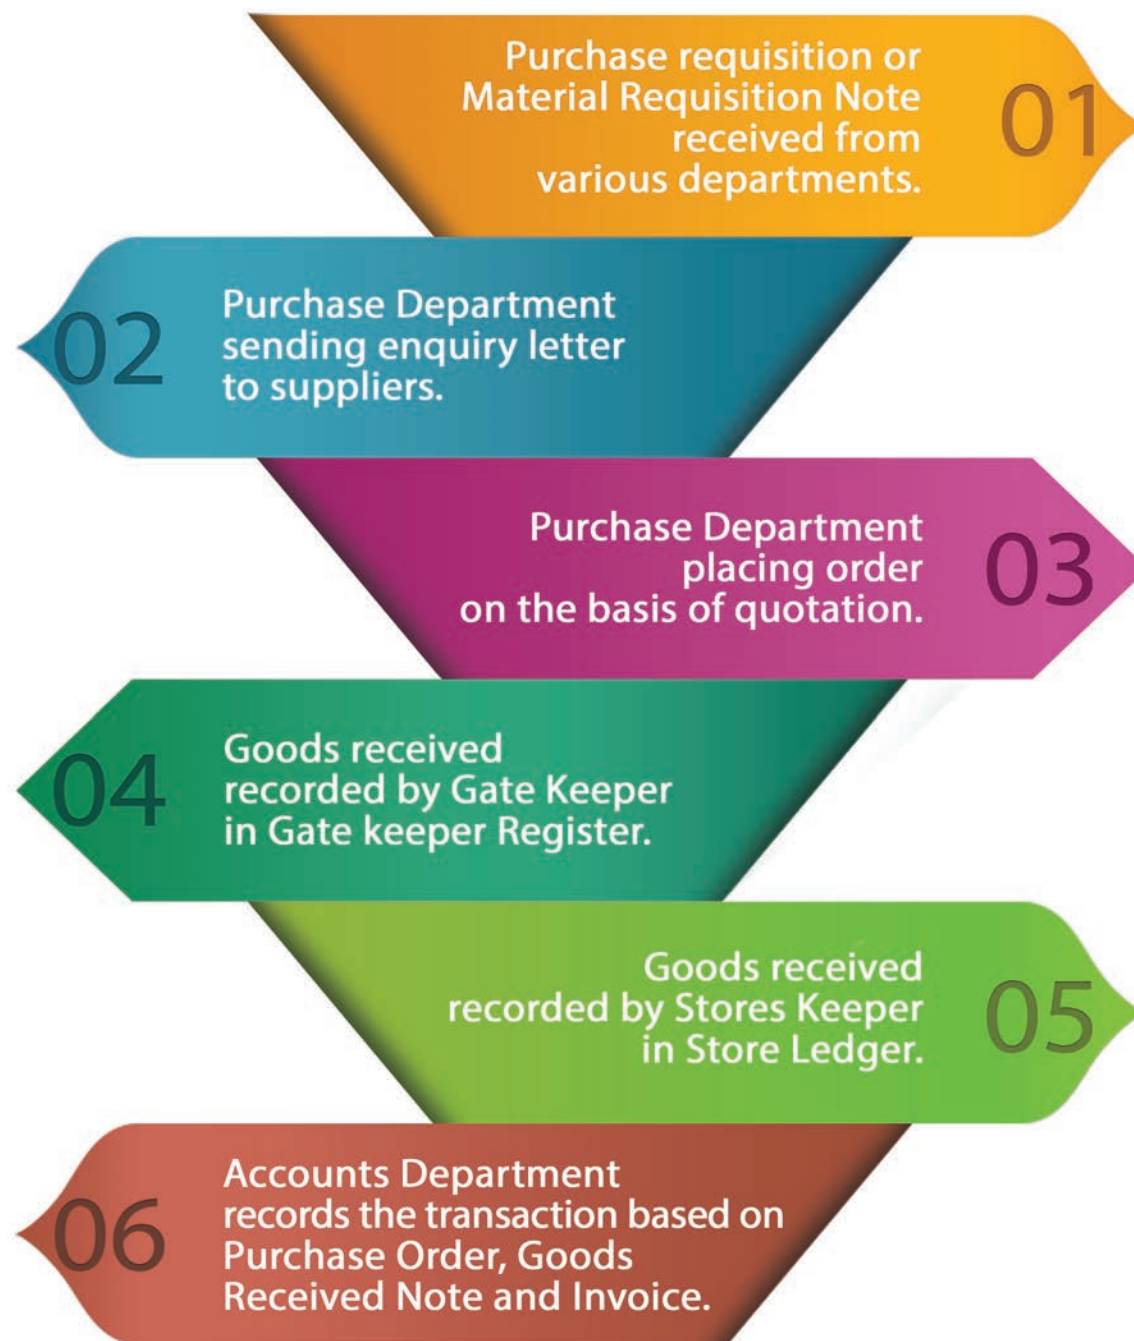 Purchase requisition or
Material Requisition Note
received from
various departments.
01
02
Purchase Department
sending enquiry letter
to suppliers.
Purchase Department
placing order
on the basis of quotation.
03
04
Goods received
recorded by Gate Keeper
in Gate keeper Register.
Goods received
recorded by Stores Keeper
in Store Ledger.
05
06
Accounts Department
records the transaction based on
Purchase Order, Goods
Received Note and Invoice.